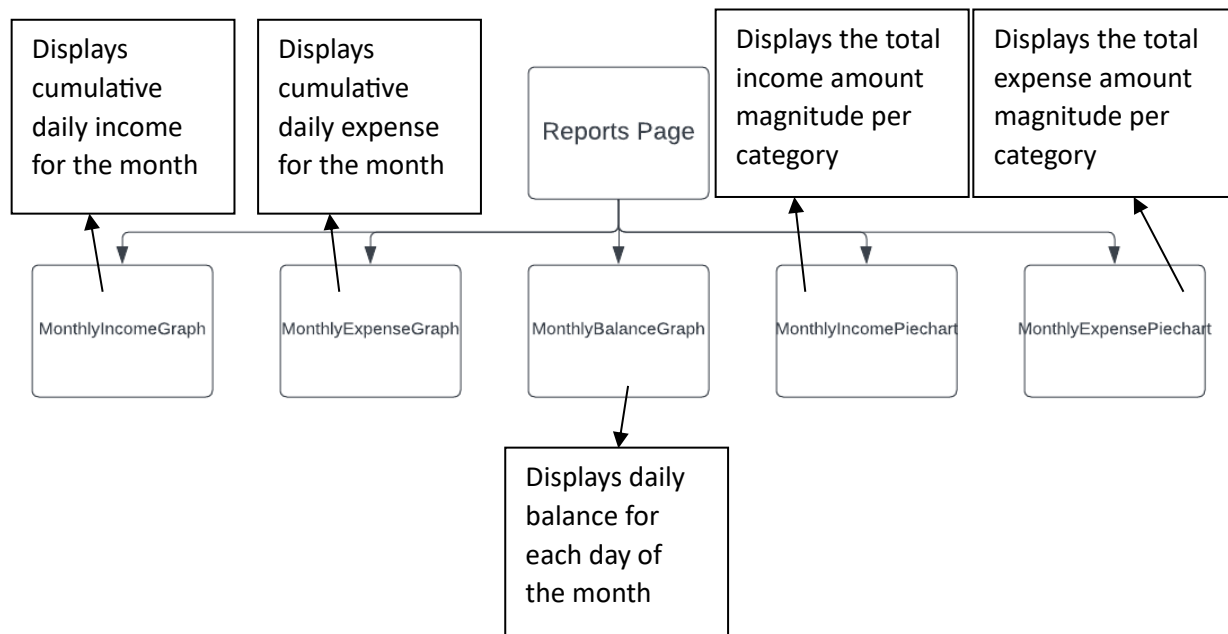 Displays
cumulative
daily income
for the month
Displays
cumulative
daily expense
for the month
Reports Page
Displays the total
income amount
magnitude per
category
Displays the total
expense amount
magnitude per
category
MonthlyIncomeGraph
MonthlyExpenseGraph
MonthlyBalanceGraph
MonthlyIncomePiechart
MonthlyExpensePiechart
Displays daily
balance for
each day of
the month